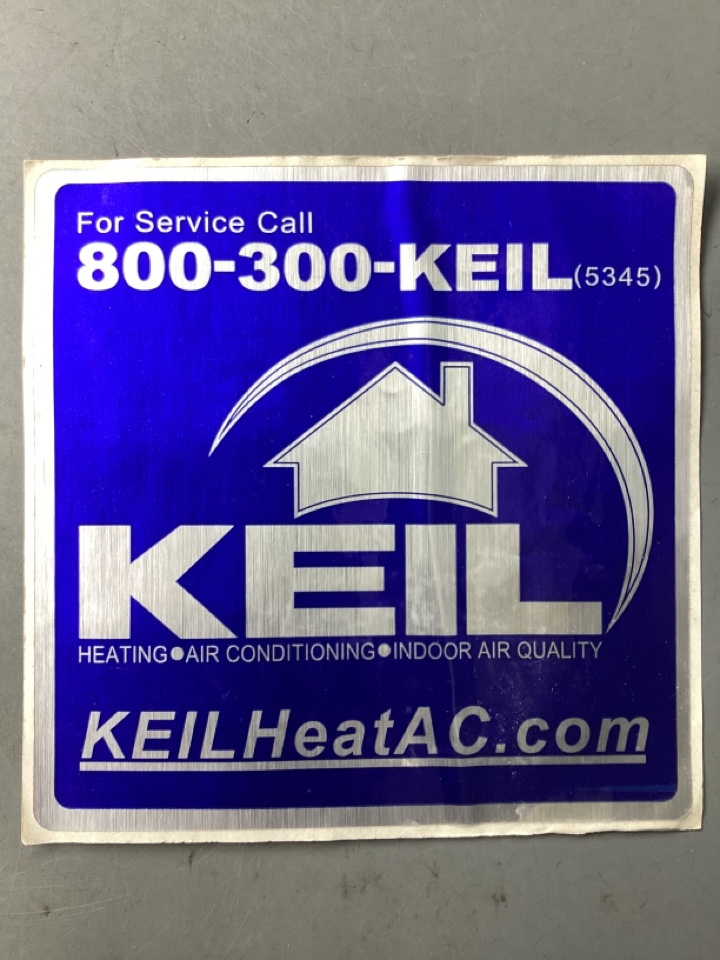 For Service Call
800-300-KEIL(5345)
KEIL
HEATING●AIR CONDITIONING●INDOOR AIR QUALITY
KEILHeatAC.com